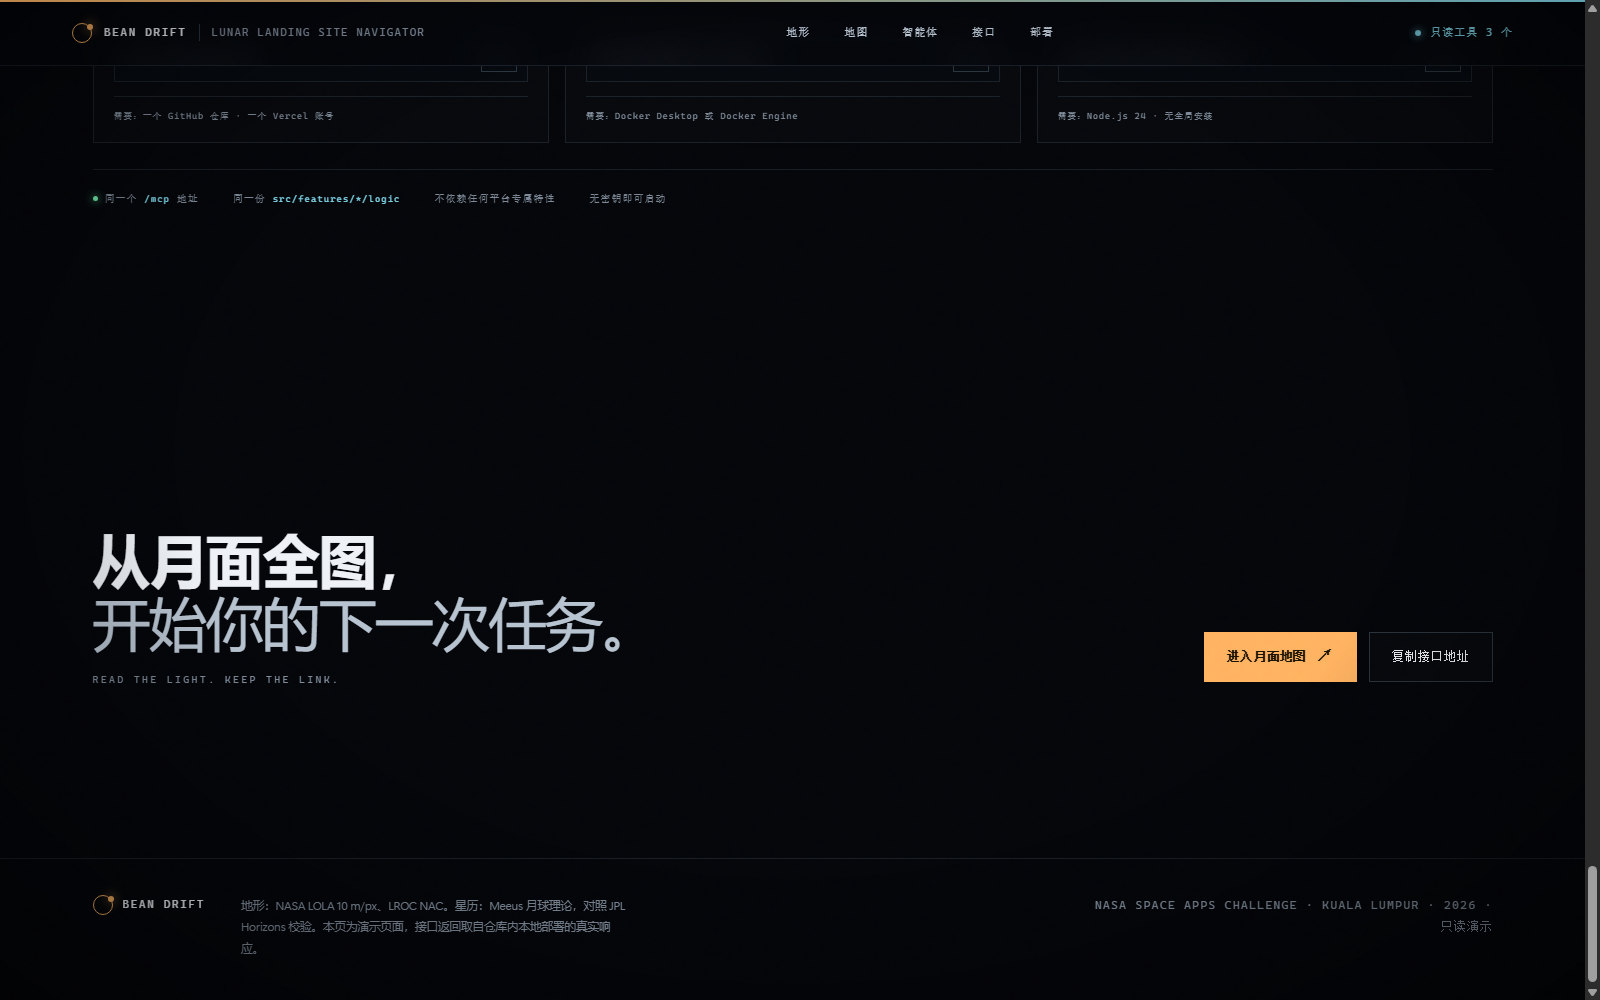 BEAN DRIFT
LUNAR LANDING SITE NAVIGATOR
地形
地图
智能体
接口
部署
只读工具 3 个
需要：一个 GitHub 仓库 · 一个 Vercel 账号
需要：Docker Desktop 或 Docker Engine
需要：Node.js 24 · 无全局安装
同一个 /mcp 地址
同一份 src/features/*/logic
不依赖任何平台专属特性
无密钥即可启动
从月面全图，
开始你的下一次任务。
READ THE LIGHT. KEEP THE LINK.
进入月面地图 ↗
复制接口地址
BEAN DRIFT
地形：NASA LOLA 10 m/px、LROC NAC。星历：Meeus 月球理论，对照 JPL
Horizons 校验。本页为演示页面，接口返回取自仓库内本地部署的真实响
应。
NASA SPACE APPS CHALLENGE · KUALA LUMPUR · 2026 ·
只读演示